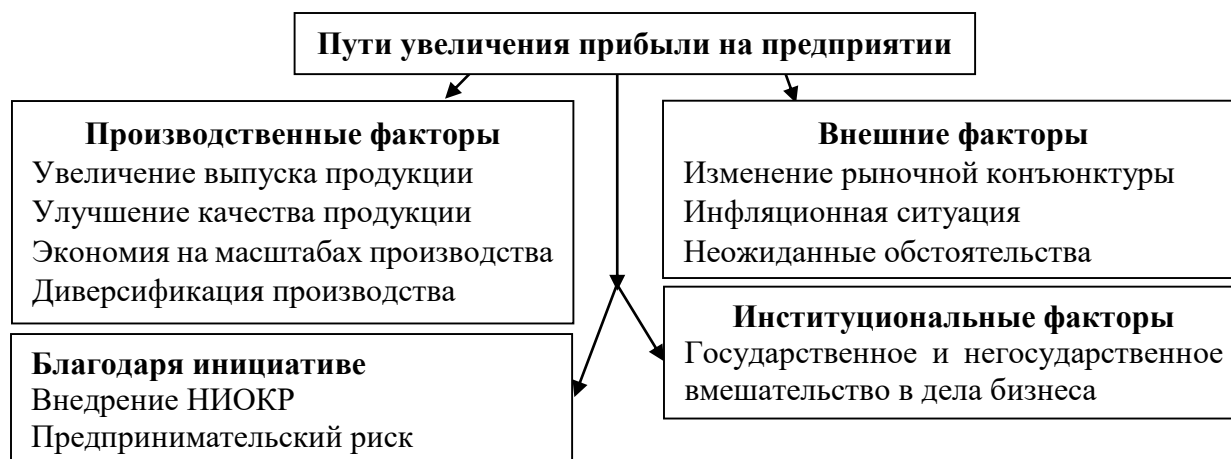 Пути увеличения прибыли на предприятии
Производственные факторы
Увеличение выпуска продукции
Улучшение качества продукции
Экономия на масштабах производства
Диверсификация производства
Внешние факторы
Изменение рыночной конъюнктуры
Инфляционная ситуация
Неожиданные обстоятельства
Благодаря инициативе
Внедрение НИОКР
Предпринимательский риск
Институциональные факторы
Государственное и негосударственное
вмешательство в дела бизнеса